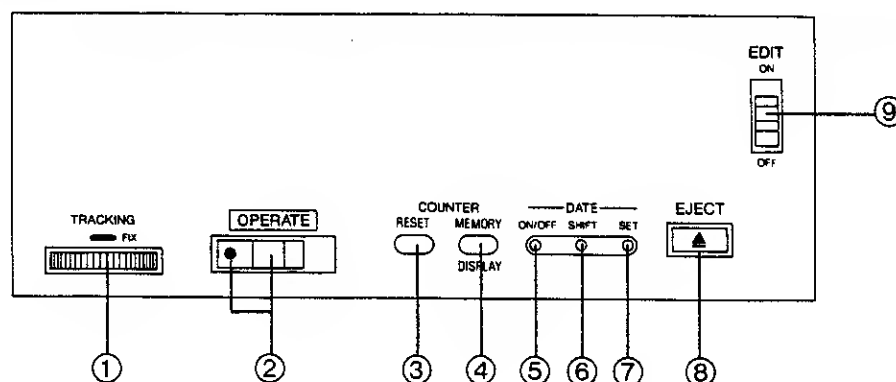 EDIT
ON
⑨
OFF
TRACKING
FIX
OPERATE
COUNTER
RESET MEMORY
DISPLAY
DATE
ON/OFF SHIFT SET
EJECT
① ② ③ ④ ⑤ ⑥ ⑦ ⑧